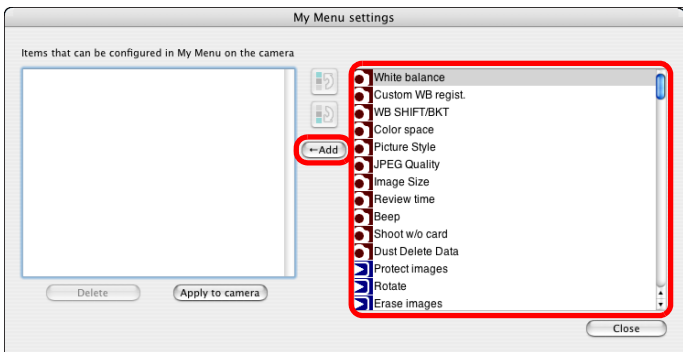 My Menu settings
Items that can be configured in My Menu on the camera
White balance
Custom WB regist.
WB SHIFT/BKT
Color space
←Add
Picture Style
JPEG Quality
Image Size
Review time
Beep
Shoot w/o card
Dust Delete Data
Protect images
Rotate
Erase images
Delete
Apply to camera
Close